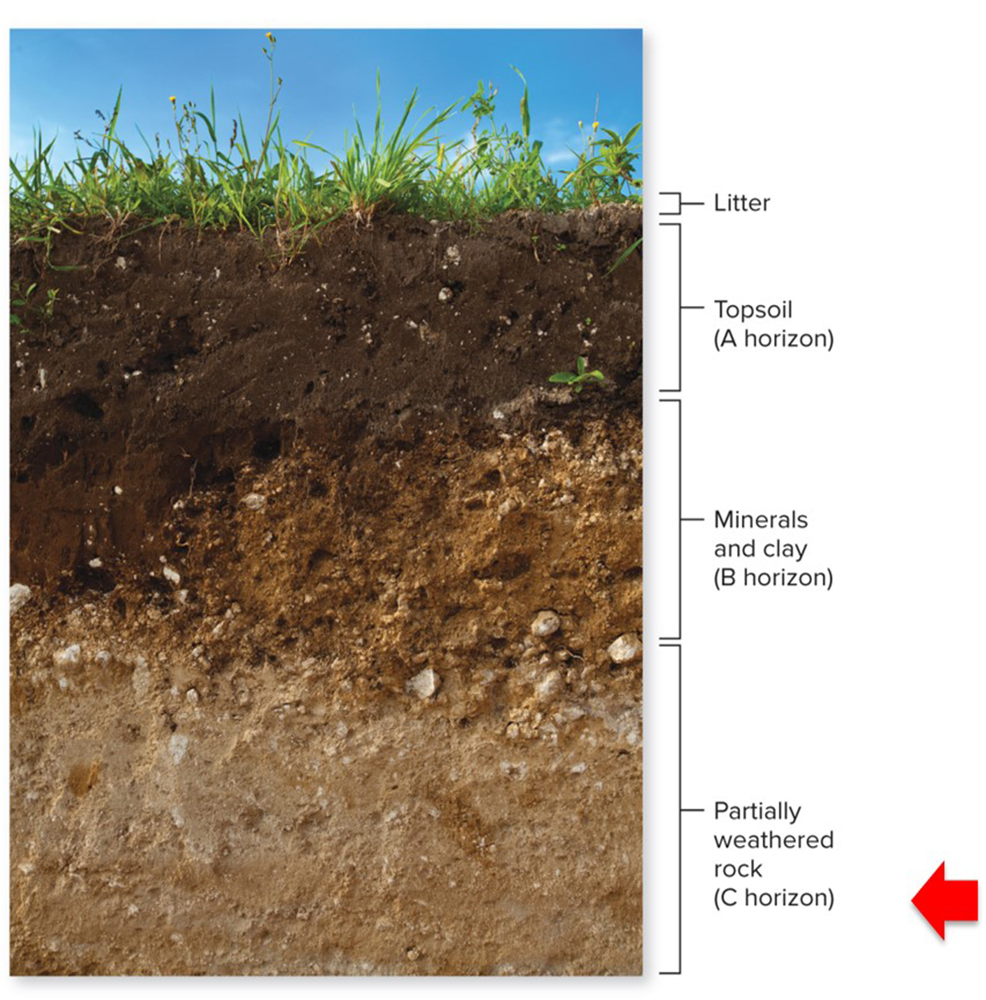 Litter
Topsoil
(A horizon)
Minerals
and clay
(B horizon)
Partially
weathered
rock
(C horizon)